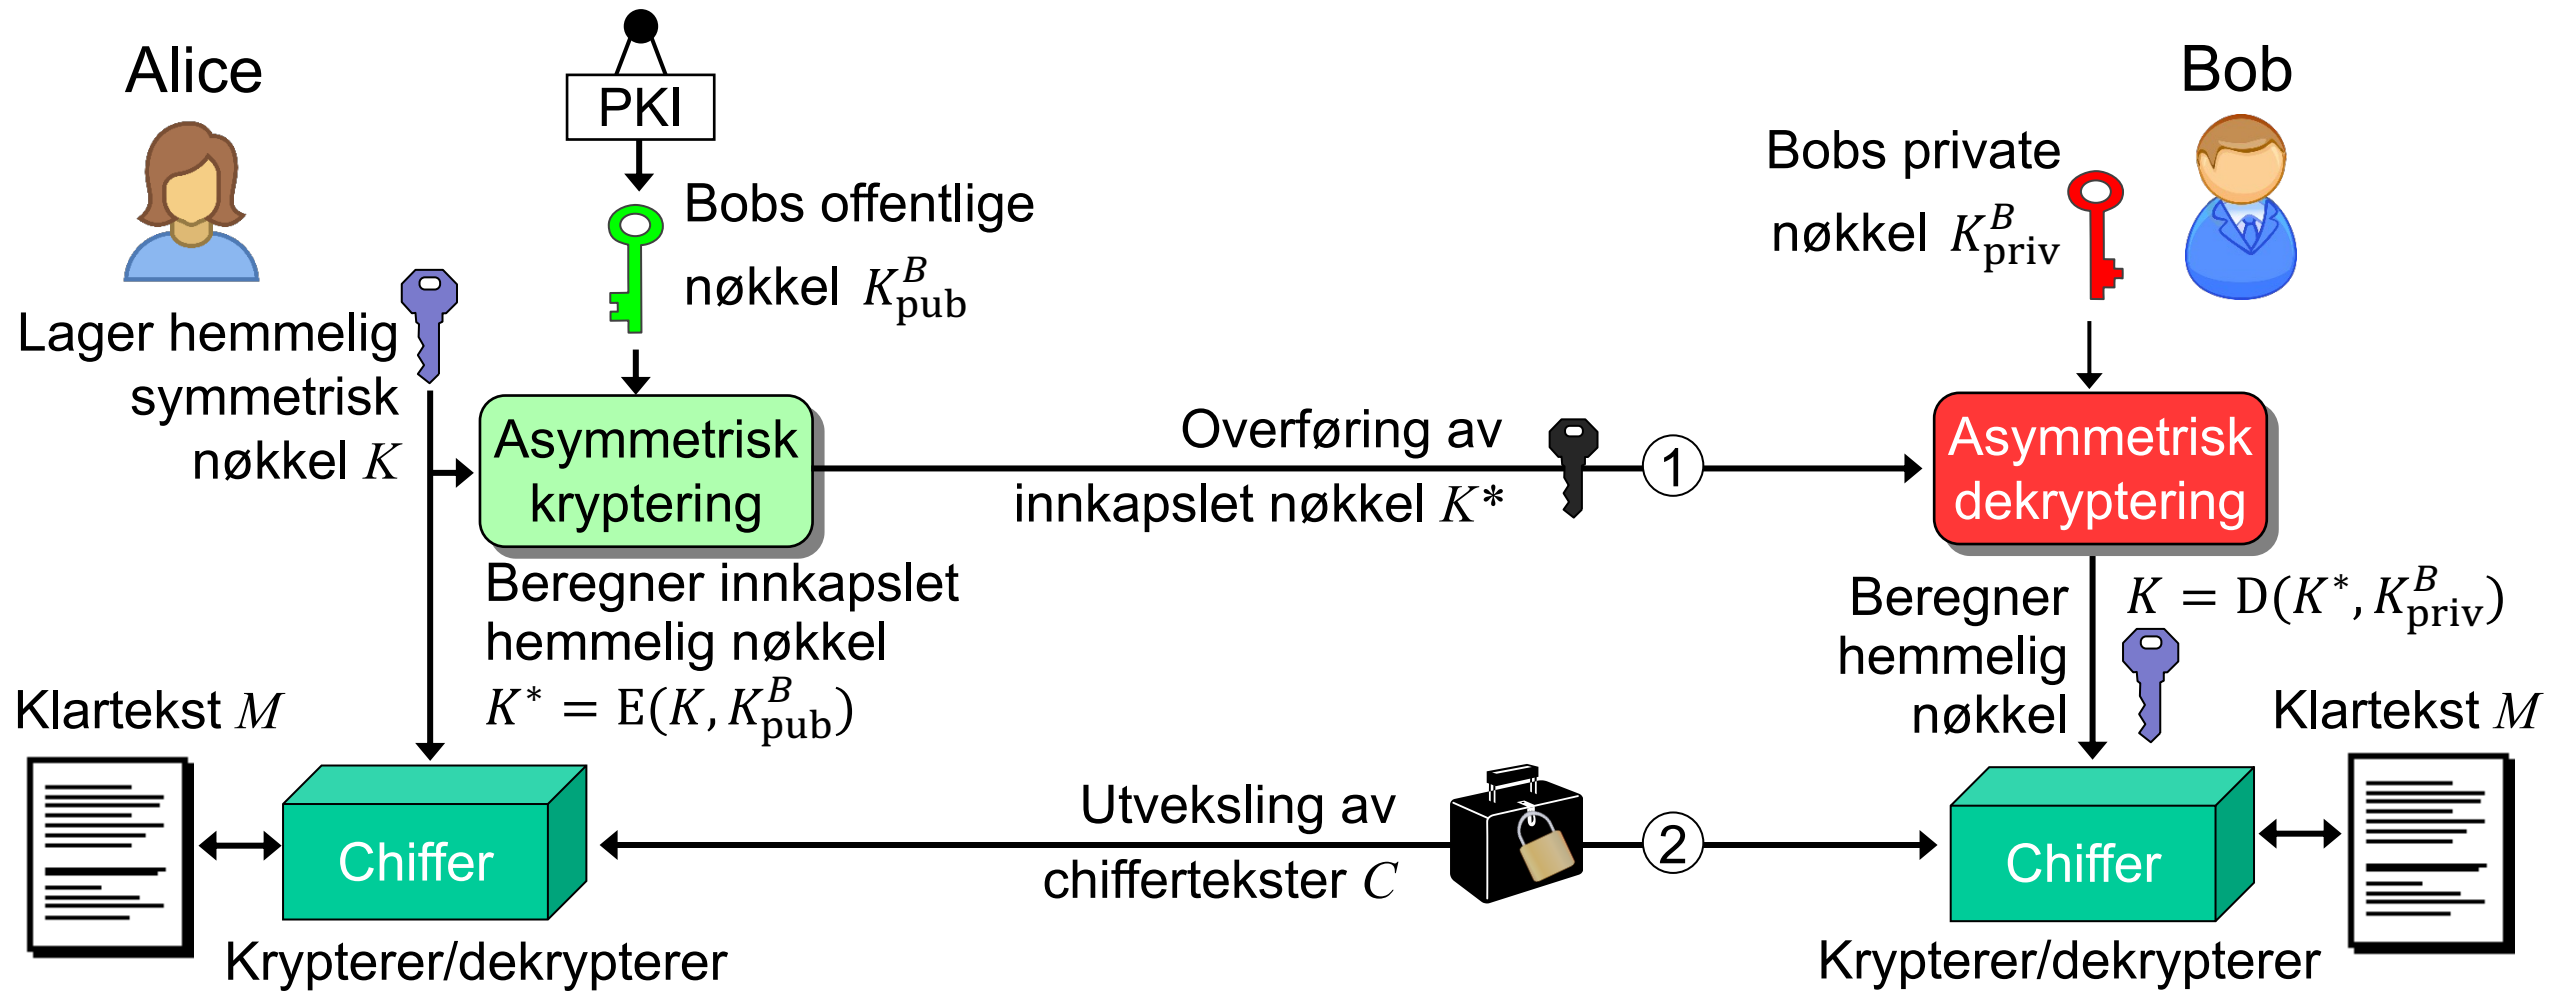 Alice
PKI
Bob
Bobs offentlige
nøkkel K^B_pub
Bobs private
nøkkel K^B_priv
Lager hemmelig
symmetrisk
nøkkel K
Asymmetrisk
kryptering
Overføring av
innkapslet nøkkel K*
1
Asymmetrisk
dekryptering
Beregner innkapslet
hemmelig nøkkel
K* = E(K, K^B_pub)
Beregner
hemmelig
nøkkel
K = D(K*, K^B_priv)
Klartekst M
Chiffer
Krypterer/dekrypterer
Utveksling av
chiffertekster C
2
Klartekst M
Chiffer
Krypterer/dekrypterer